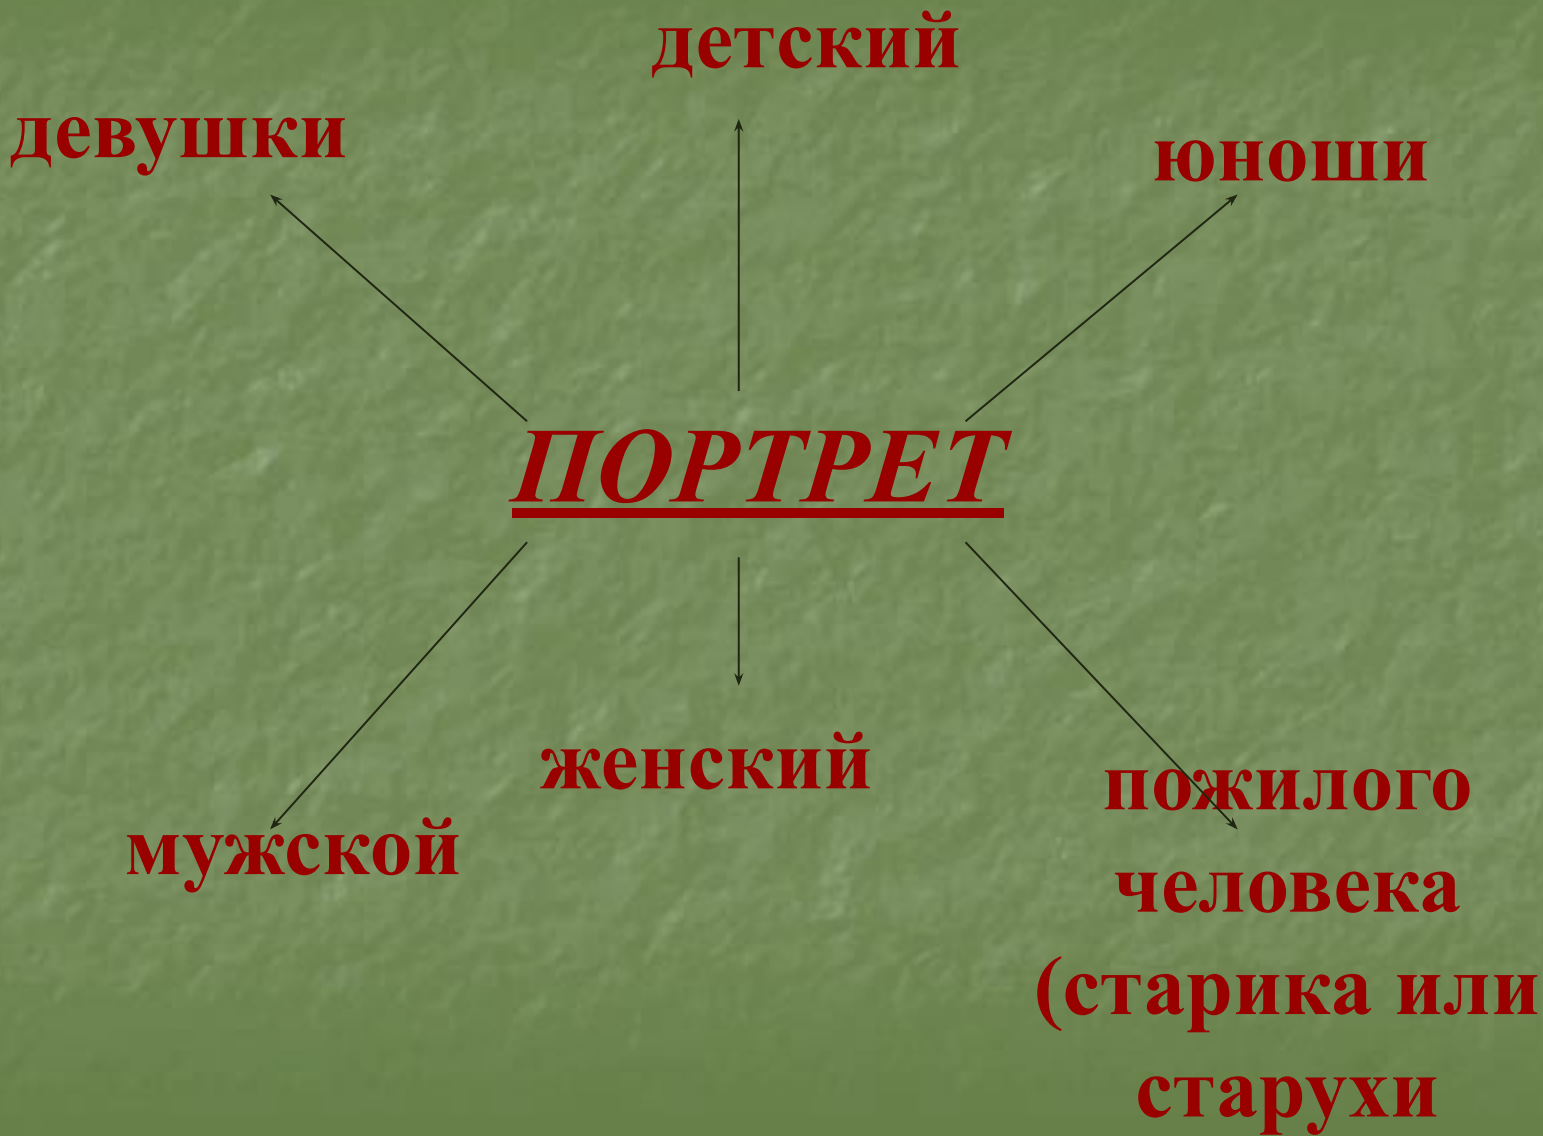 детский
девушки
юноши
ПОРТРЕТ
женский
мужской
пожилого
человека
(старика или
старухи